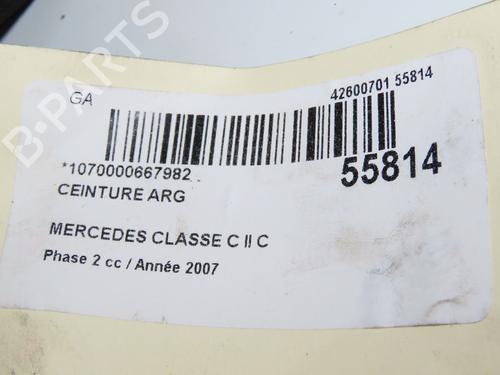 B-PARTS
GA
42600701 55814
*1070000667982
55814
CEINTURE ARG
MERCEDES CLASSE C II C
Phase 2 cc / Année 2007